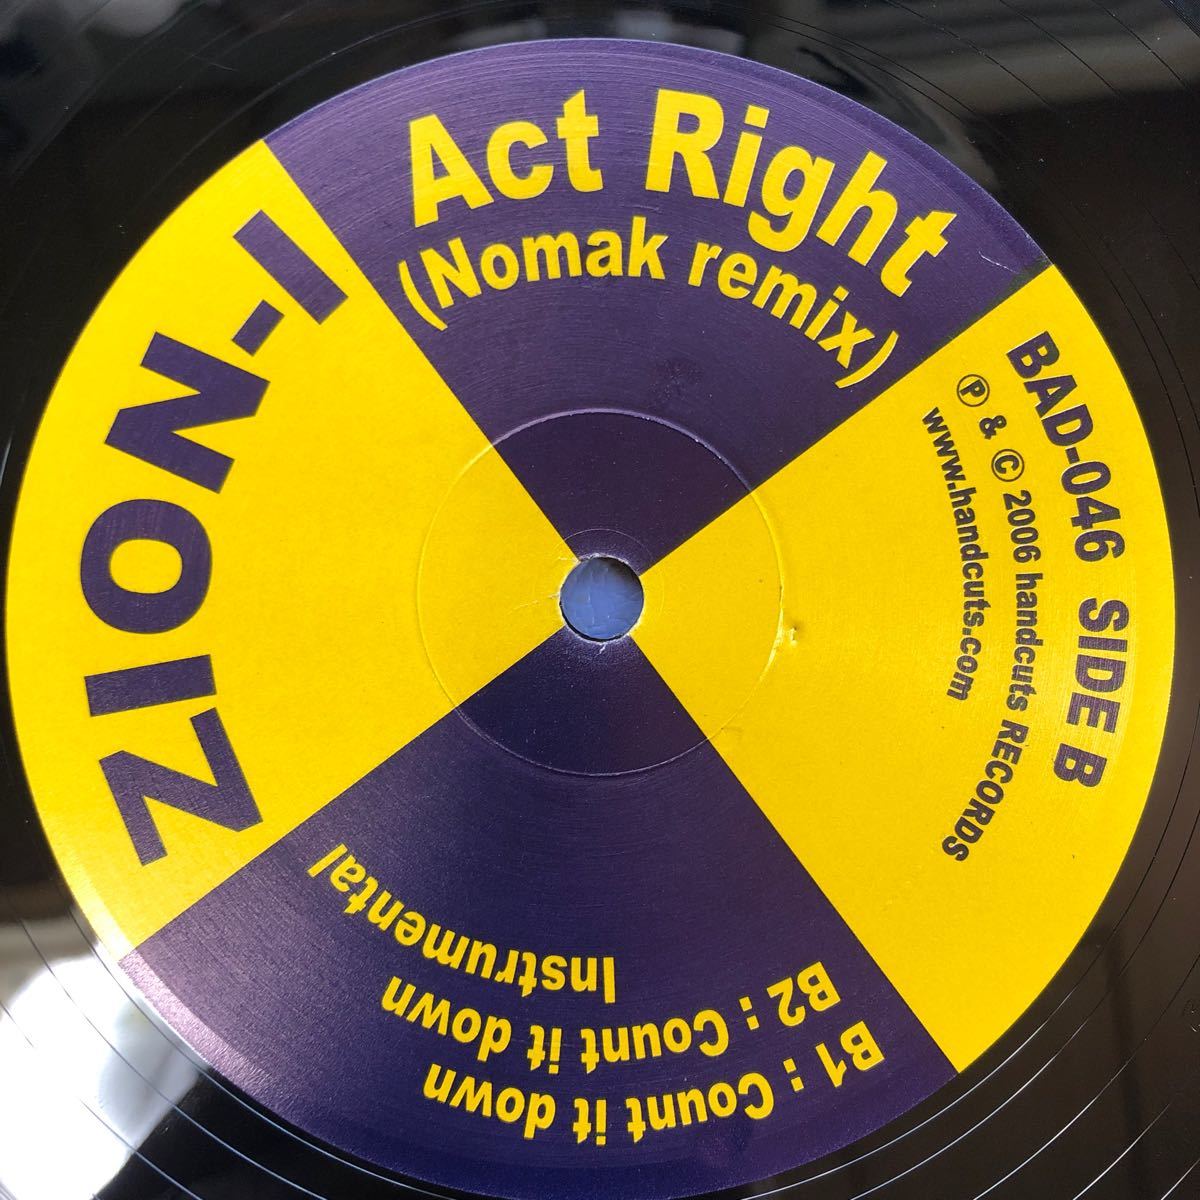 Act Right
(Nomak remix)
ZION-I
BAD-046 SIDE B
Ⓟ & © 2006 handcuts RECORDS
www.handcuts.com
B1 : Count it down
B2 : Count it down
Instrumental